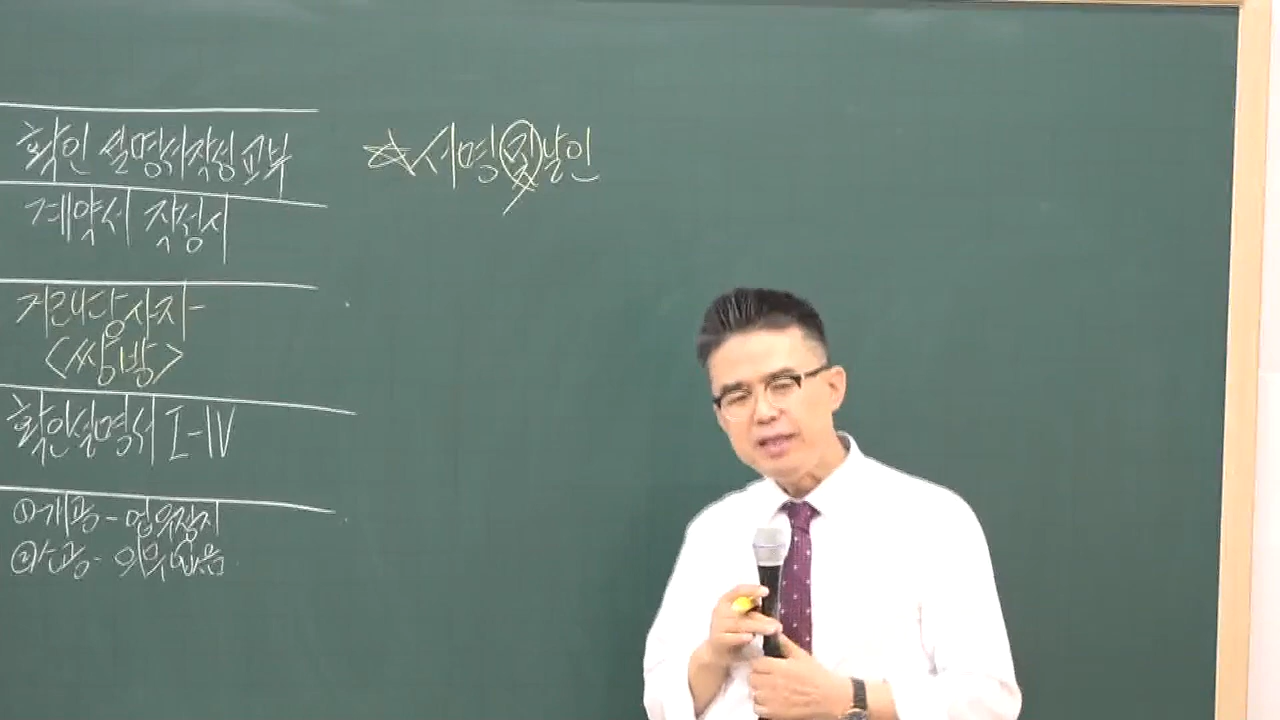 확인 설명서작성 교부
☆서명 및 날인
계약서 작성시
거래당사자-
<쌍방>
확인설명서 I-IV
①개공-업무정지
②소공-의무없음